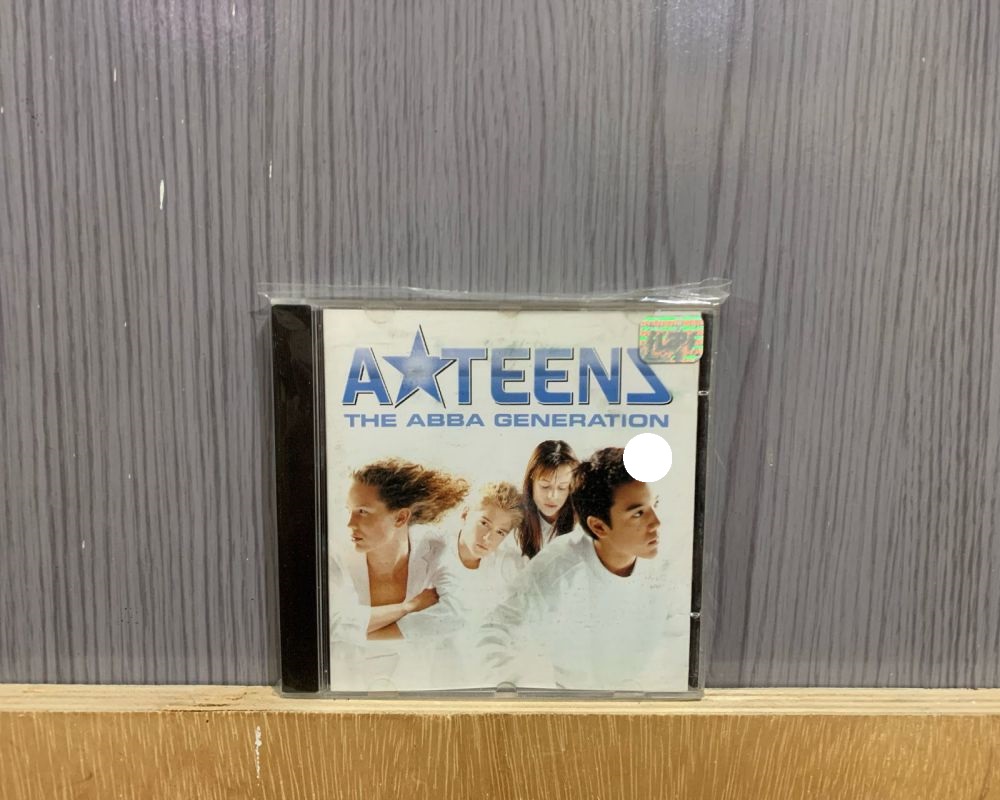 A★TEENS
THE ABBA GENERATION